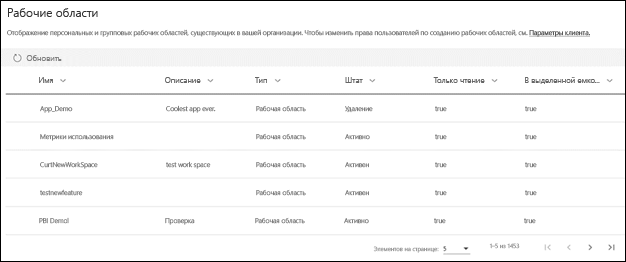 Рабочие области
Отображение персональных и групповых рабочих областей, существующих в вашей организации. Чтобы изменить права пользователей по созданию рабочих областей, см. Параметры клиента.
Обновить
Имя Описание Тип Штат Только чтение В выделенной емко...
App_Demo Coolest app ever. Рабочая область Удаление true true
Метрики использования Рабочая область Активно true true
CurtNewWorkSpace test work space Рабочая область Активен true true
testnewfeature Рабочая область Активен true true
PBI Demo! Проверка Рабочая область Активно true true
Элементов на странице: 5 1-5 из 1453